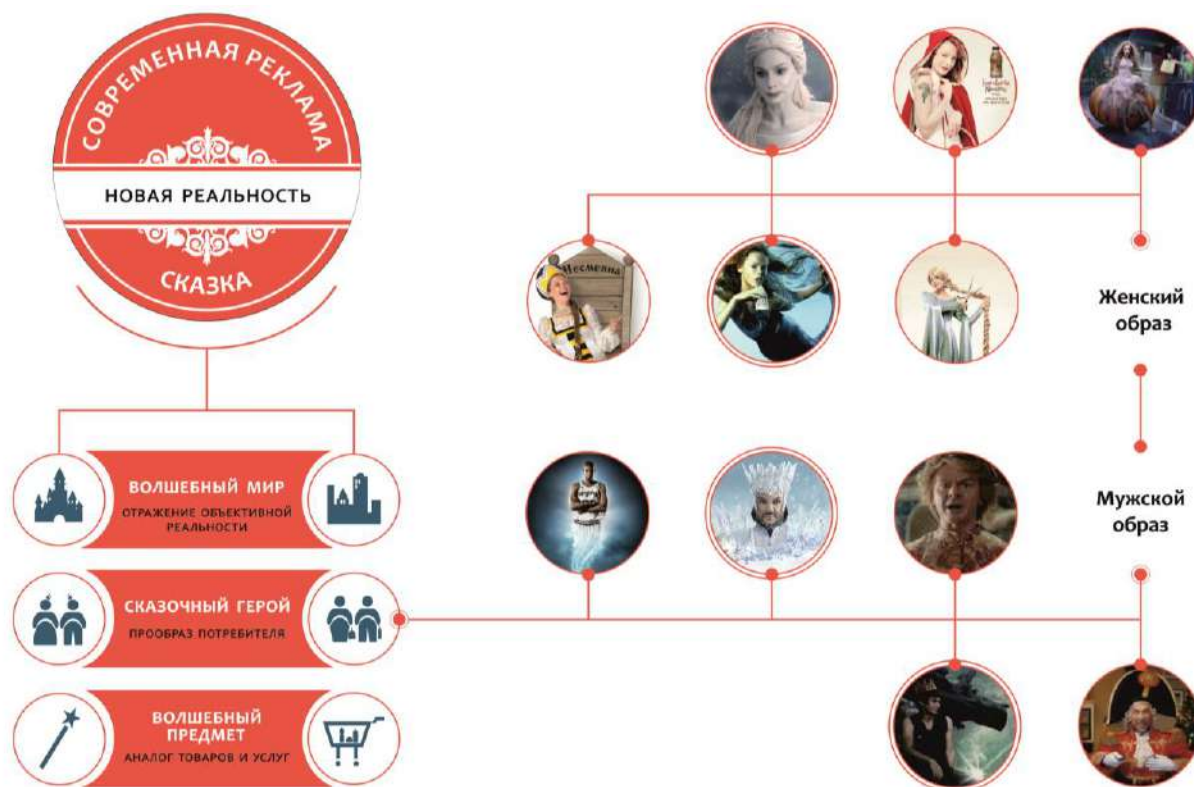 СОВРЕМЕННАЯ РЕКЛАМА
НОВАЯ РЕАЛЬНОСТЬ
СКАЗКА
ВОЛШЕБНЫЙ МИР
ОТРАЖЕНИЕ ОБЪЕКТИВНОЙ
РЕАЛЬНОСТИ
СКАЗОЧНЫЙ ГЕРОЙ
ПРООБРАЗ ПОТРЕБИТЕЛЯ
ВОЛШЕБНЫЙ
ПРЕДМЕТ
АНАЛОГ ТОВАРОВ И УСЛУГ
Несмеяна
Женский
образ
Мужской
образ